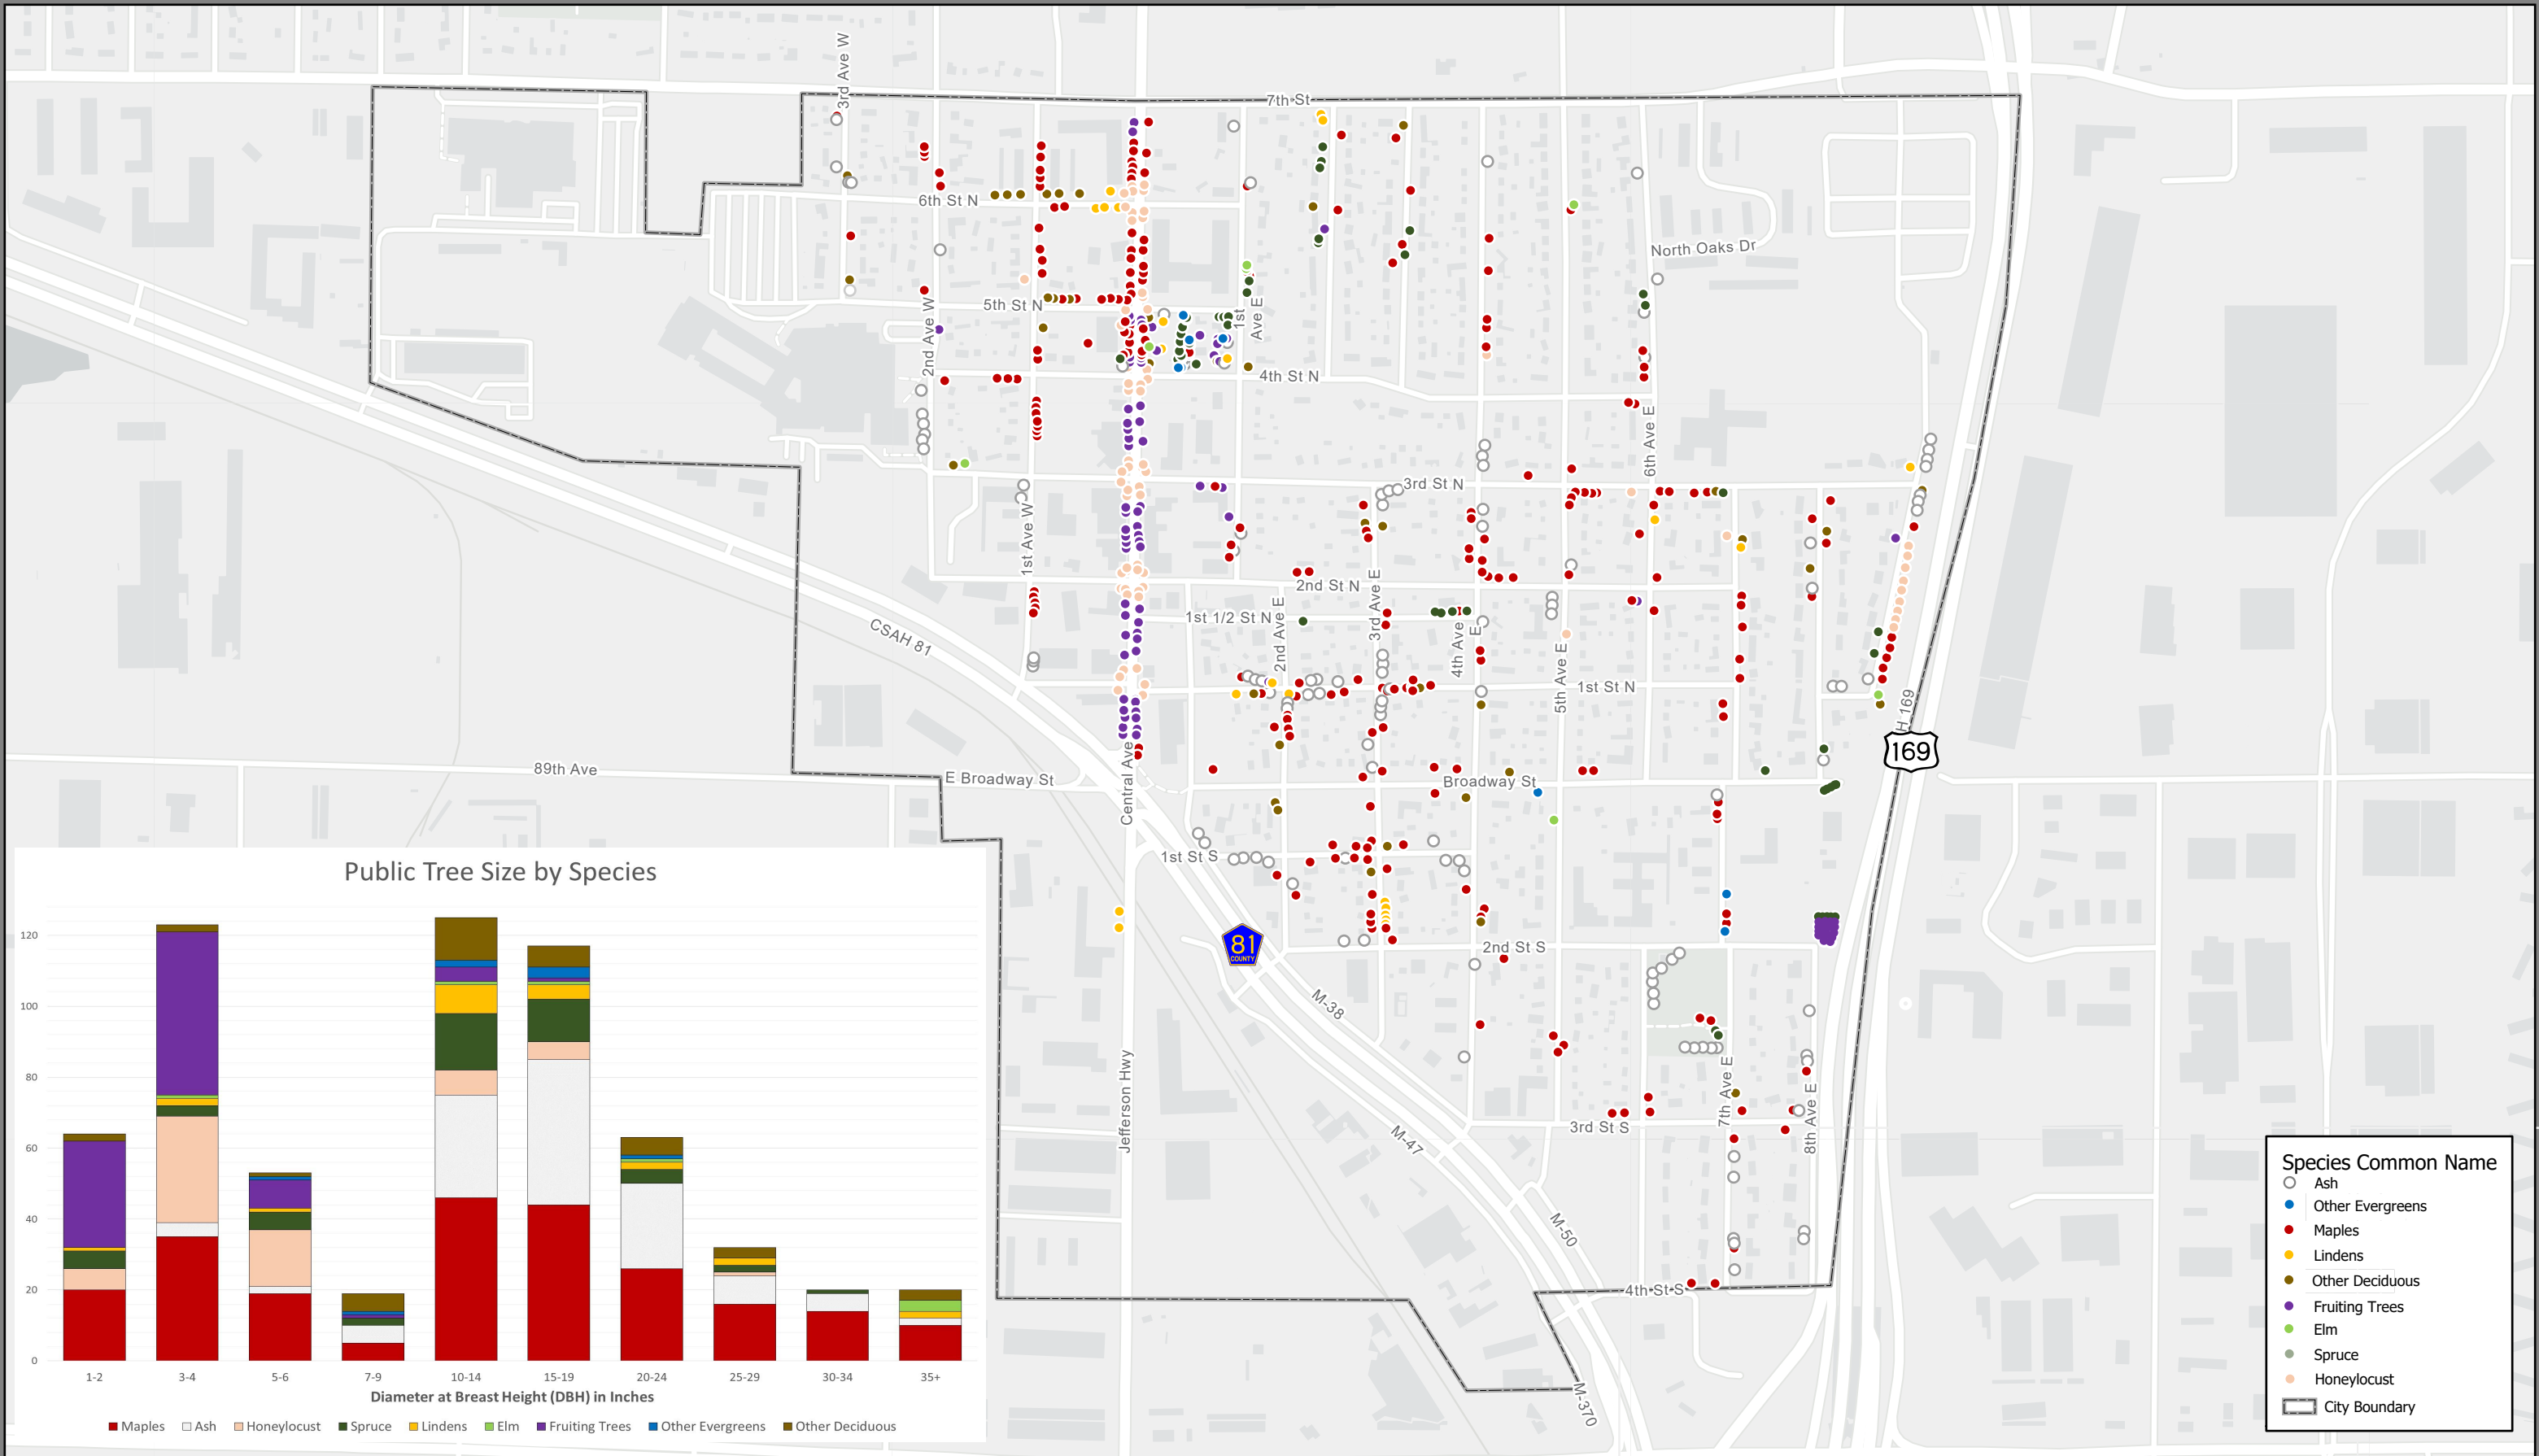 3rd Ave W
7th St
6th St N
North Oaks Dr
5th St N
1st
Ave E
2nd Ave W
4th St N
6th Ave E
3rd St N
1st Ave W
2nd St N
3rd Ave E
1st 1/2 St N
2nd Ave E
4th Ave
E
CSAH 81
5th Ave E
1st St N
H 169
169
89th Ave
E Broadway St
Central Ave
Broadway St
1st St S
81
COUNTY
2nd St S
M-38
Jefferson Hwy
M-47
7th Ave E
8th Ave E
3rd St S
M-50
4th St S
M-370
Public Tree Size by Species
120
100
80
60
40
20
0
1-2 3-4 5-6 7-9 10-14 15-19 20-24 25-29 30-34 35+
Diameter at Breast Height (DBH) in Inches
Maples Ash Honeylocust Spruce Lindens Elm Fruiting Trees Other Evergreens Other Deciduous
Species Common Name
Ash
Other Evergreens
Maples
Lindens
Other Deciduous
Fruiting Trees
Elm
Spruce
Honeylocust
City Boundary